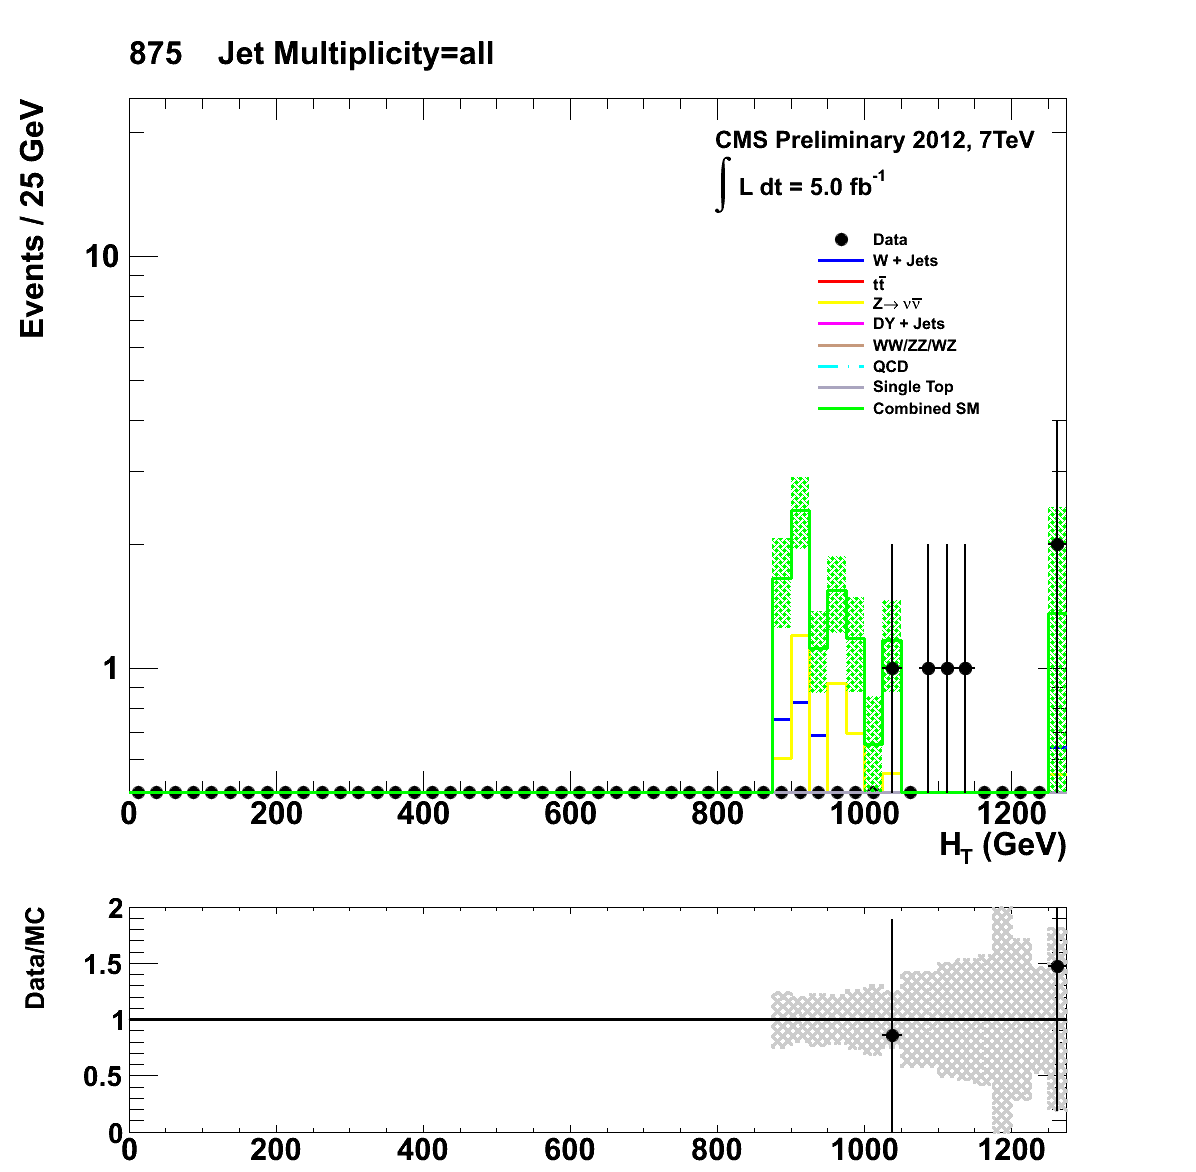 875 Jet Multiplicity=all
Events / 25 GeV
CMS Preliminary 2012, 7TeV
∫ L dt = 5.0 fb⁻¹
Data
W + Jets
tt̅
Z→ νν̅
DY + Jets
WW/ZZ/WZ
QCD
Single Top
Combined SM
10
1
0 200 400 600 800 1000 1200
H_T (GeV)
Data/MC
2
1.5
1
0.5
0
0 200 400 600 800 1000 1200